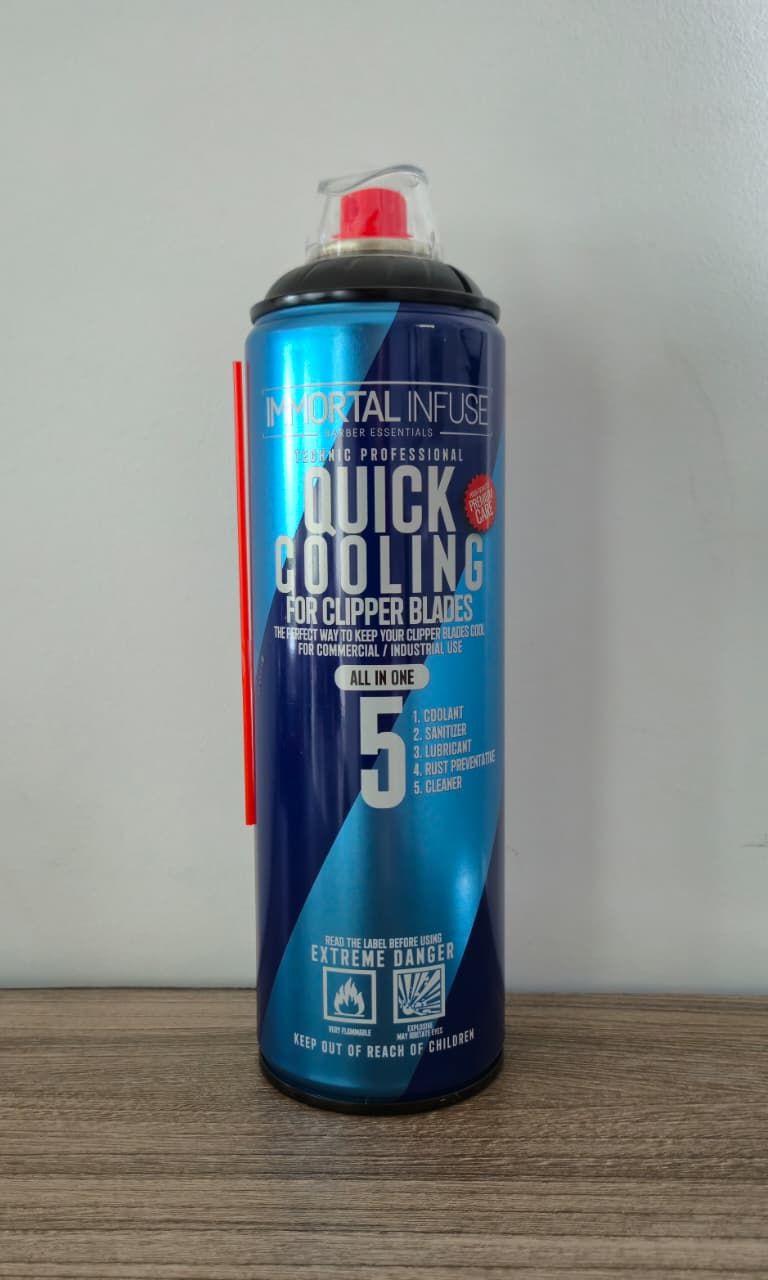 IMMORTAL INFUSE
BARBER ESSENTIALS
TECHNIC PROFESSIONAL
QUICK
COOLING
PREMIUM
CARE
FOR CLIPPER BLADES
THE PERFECT WAY TO KEEP YOUR CLIPPER BLADES COOL
FOR COMMERCIAL / INDUSTRIAL USE
ALL IN ONE
5
1. COOLANT
2. SANITIZER
3. LUBRICANT
4. RUST PREVENTATIVE
5. CLEANER
READ THE LABEL BEFORE USING
EXTREME DANGER
VERY FLAMMABLE
EXPLOSIVE
MAY IRRITATE EYES
KEEP OUT OF REACH OF CHILDREN